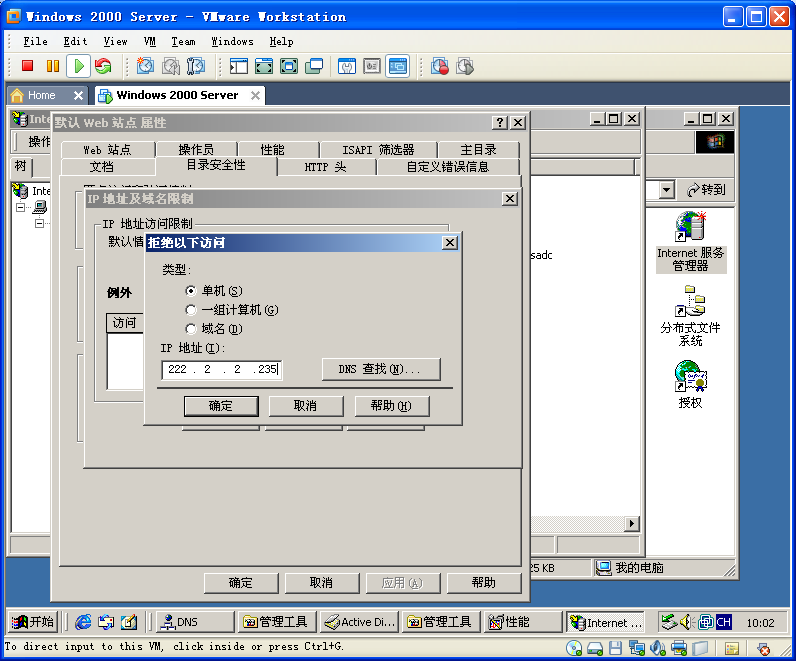 Windows 2000 Server - VMware Workstation
File Edit View VM Team Windows Help
Home
Windows 2000 Server
Inte
默认 Web 站点 属性
操作
Web 站点 操作员 性能 ISAPI 筛选器 主目录
文档 目录安全性 HTTP 头 自定义错误信息
树
Inte
IP 地址及域名限制
转到
IP 地址访问限制
默认情
拒绝以下访问
类型:
单机(S)
一组计算机(G)
域名(D)
IP 地址(I):
222 . 2 . 2 .235
DNS 查找(N)...
确定 取消 帮助(H)
例外
访问
sadc
Internet 服务
管理器
分布式文件
系统
授权
确定 取消 应用(A) 帮助
25 KB
我的电脑
开始
DNS
管理工具
Active Di...
管理工具
性能
Internet ...
CH
10:02
To direct input to this VM, click inside or press Ctrl+G.